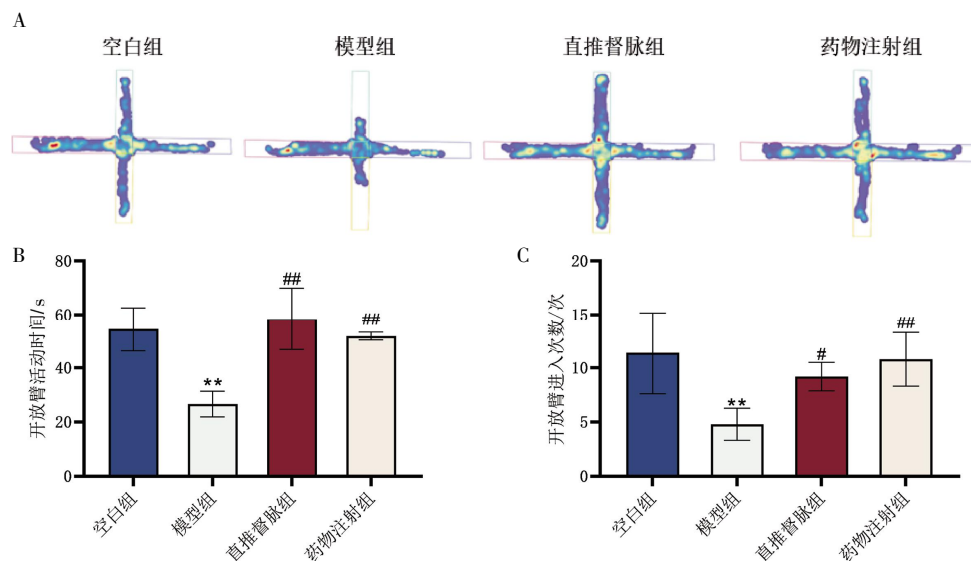 A
空白组
模型组
直推督脉组
药物注射组
B
开放臂活动时间/s
80
60
40
20
0
**
##
##
空白组
模型组
直推督脉组
药物注射组
C
开放臂进入次数/次
20
15
10
5
0
**
#
##
空白组
模型组
直推督脉组
药物注射组